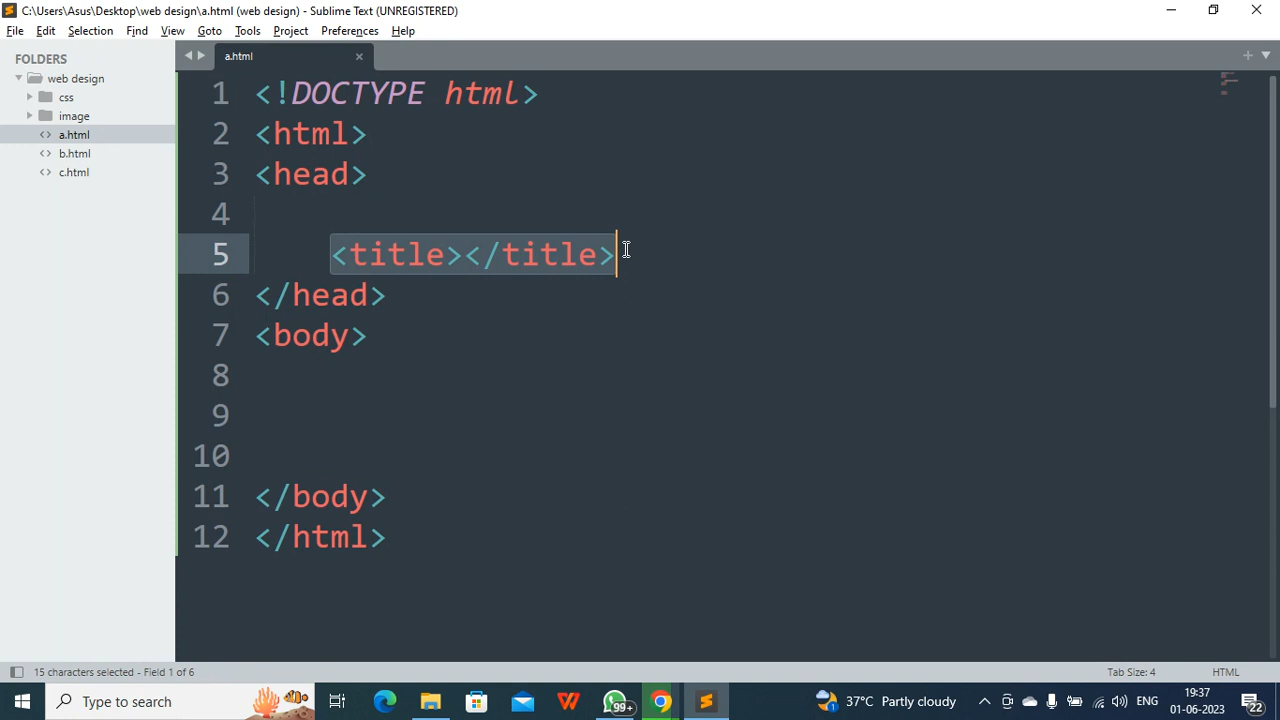 C:\Users\Asus\Desktop\web design\a.html (web design) - Sublime Text (UNREGISTERED)
File Edit Selection Find View Goto Tools Project Preferences Help
FOLDERS
web design
css
image
a.html
b.html
c.html
a.html
1 <!DOCTYPE html>
2 <html>
3 <head>
4
5 <title></title>
6 </head>
7 <body>
8
9
10
11 </body>
12 </html>
15 characters selected - Field 1 of 6 Tab Size: 4 HTML
Type to search 99+ 37°C Partly cloudy ENG 19:37
01-06-2023 22